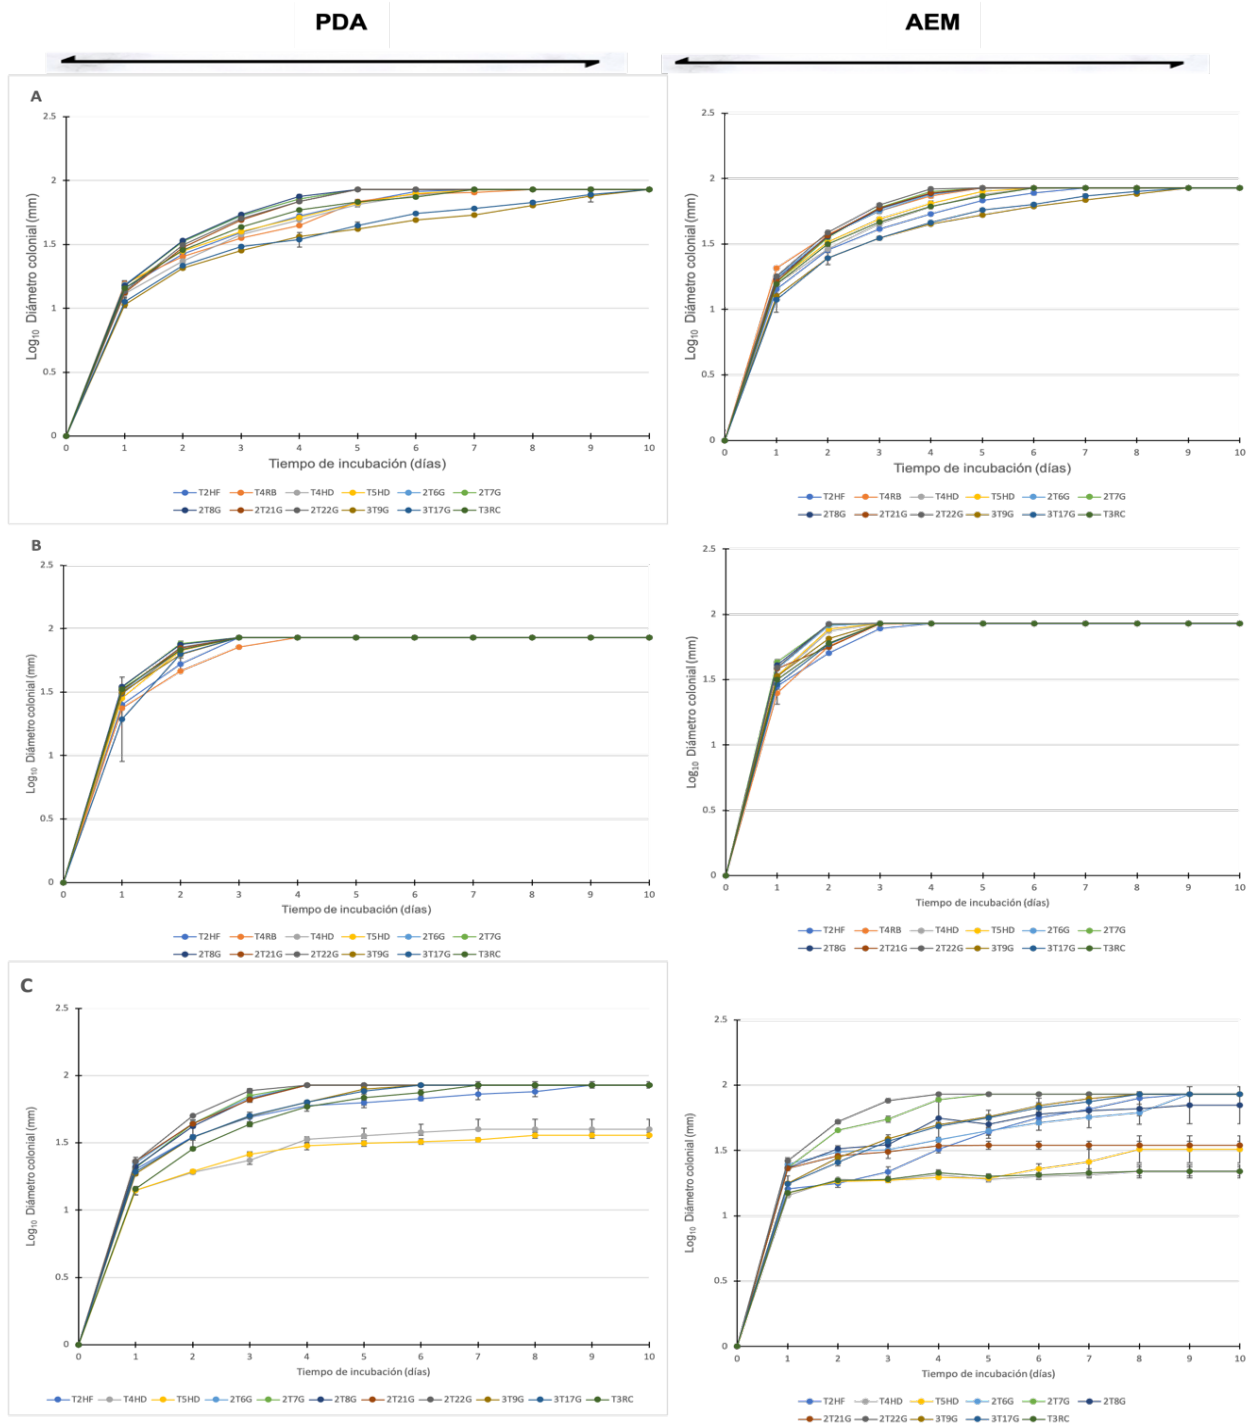 PDA
AEM
A
2.5
2
1.5
1
0.5
0
Log10 Diámetro colonial (mm)
0 1 2 3 4 5 6 7 8 9 10
Tiempo de incubación (días)
T2HF T4RB T4HD T5HD 2T6G 2T7G
2T8G 2T21G 2T22G 3T9G 3T17G T3RC
2.5
2
1.5
1
0.5
0
Log10 Diámetro colonial (mm)
0 1 2 3 4 5 6 7 8 9 10
Tiempo de incubación (días)
T2HF T4RB T4HD T5HD 2T6G 2T7G
2T8G 2T21G 2T22G 3T9G 3T17G T3RC
B
2.5
2
1.5
1
0.5
0
Log10 Diámetro colonial (mm)
0 1 2 3 4 5 6 7 8 9 10
Tiempo de incubación (días)
T2HF T4RB T4HD T5HD 2T6G 2T7G
2T8G 2T21G 2T22G 3T9G 3T17G T3RC
2.5
2
1.5
1
0.5
0
Log10 Diámetro colonial (mm)
0 1 2 3 4 5 6 7 8 9 10
Tiempo de incubación (días)
T2HF T4RB T4HD T5HD 2T6G 2T7G
2T8G 2T21G 2T22G 3T9G 3T17G T3RC
C
2.5
2
1.5
1
0.5
0
Log10 Diámetro colonial (mm)
0 1 2 3 4 5 6 7 8 9 10
Tiempo de incubación (días)
T2HF T4HD T5HD 2T6G 2T7G 2T8G 2T21G 2T22G 3T9G 3T17G T3RC
2.5
2
1.5
1
0.5
0
Log10 Diámetro colonial (mm)
0 1 2 3 4 5 6 7 8 9 10
Tiempo de incubación (días)
T2HF T4HD T5HD 2T6G 2T7G 2T8G
2T21G 2T22G 3T9G 3T17G T3RC